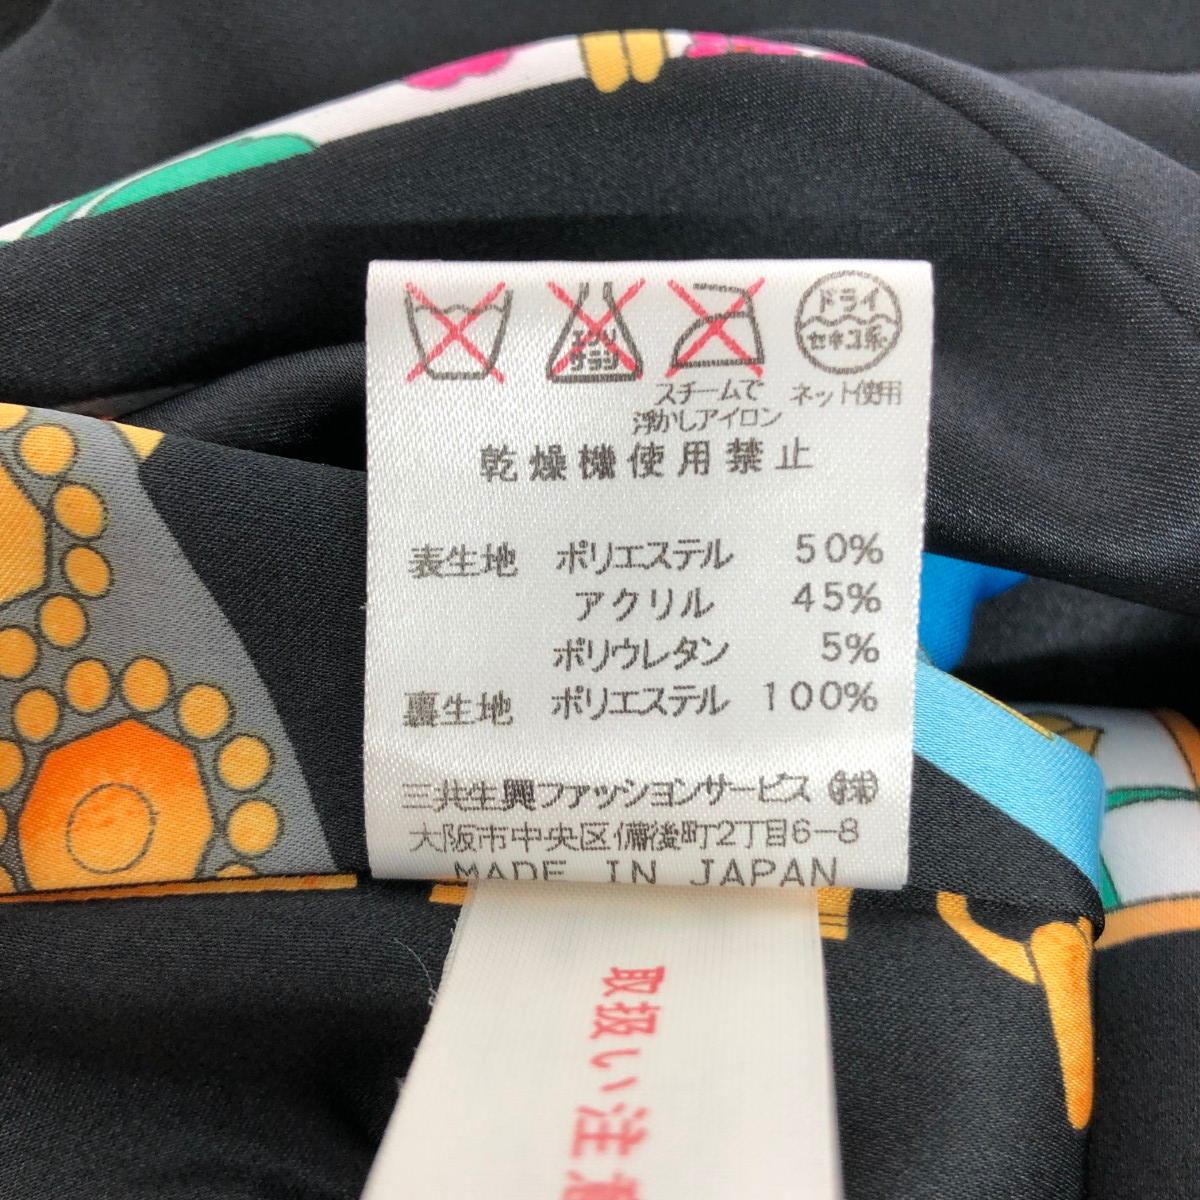 エンソ
サラシ
ドライ
セキユ系
スチームで
浮かしアイロン
ネット使用
乾燥機使用禁止
表生地 ポリエステル 50%
アクリル 45%
ポリウレタン 5%
裏生地 ポリエステル 100%
三共生興ファッションサービス ㈱
大阪市中央区備後町2丁目6-8
MADE IN JAPAN
取扱い注意